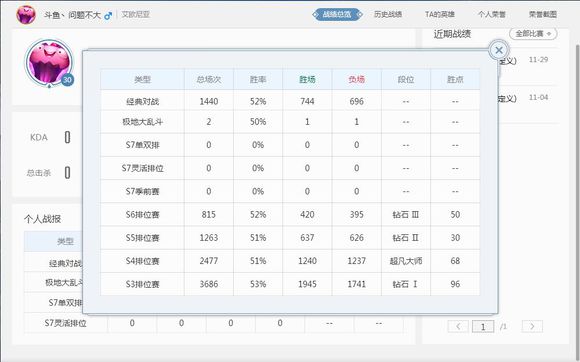 斗鱼丶问题不大 艾欧尼亚 战绩总览 历史战绩 TA的英雄 个人荣誉 荣誉截图
近期战绩 全部比赛
30
定义) 11-29
定义) 11-04
KDA 0
总击杀 0
个人战报
类型
经典对战
极地大乱斗
S7单双排
S7灵活排位 0 0 0 0 -- --
1 /1
类型 总场次 胜率 胜场 负场 段位 胜点
经典对战 1440 52% 744 696 -- --
极地大乱斗 2 50% 1 1 -- --
S7单双排 0 0% 0 0 -- --
S7灵活排位 0 0% 0 0 -- --
S7季前赛 0 0% 0 0 -- --
S6排位赛 815 52% 420 395 钻石 Ⅲ 50
S5排位赛 1263 51% 637 626 钻石 Ⅱ 30
S4排位赛 2477 51% 1240 1237 超凡大师 68
S3排位赛 3686 53% 1945 1741 钻石 Ⅰ 96